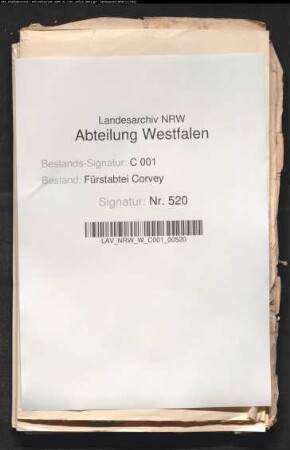 Landesarchiv NRW
Abteilung Westfalen
Bestands-Signatur: C 001
Bestand: Fürstabtei Corvey
Signatur: Nr. 520
LAV_NRW_W_C001_00520